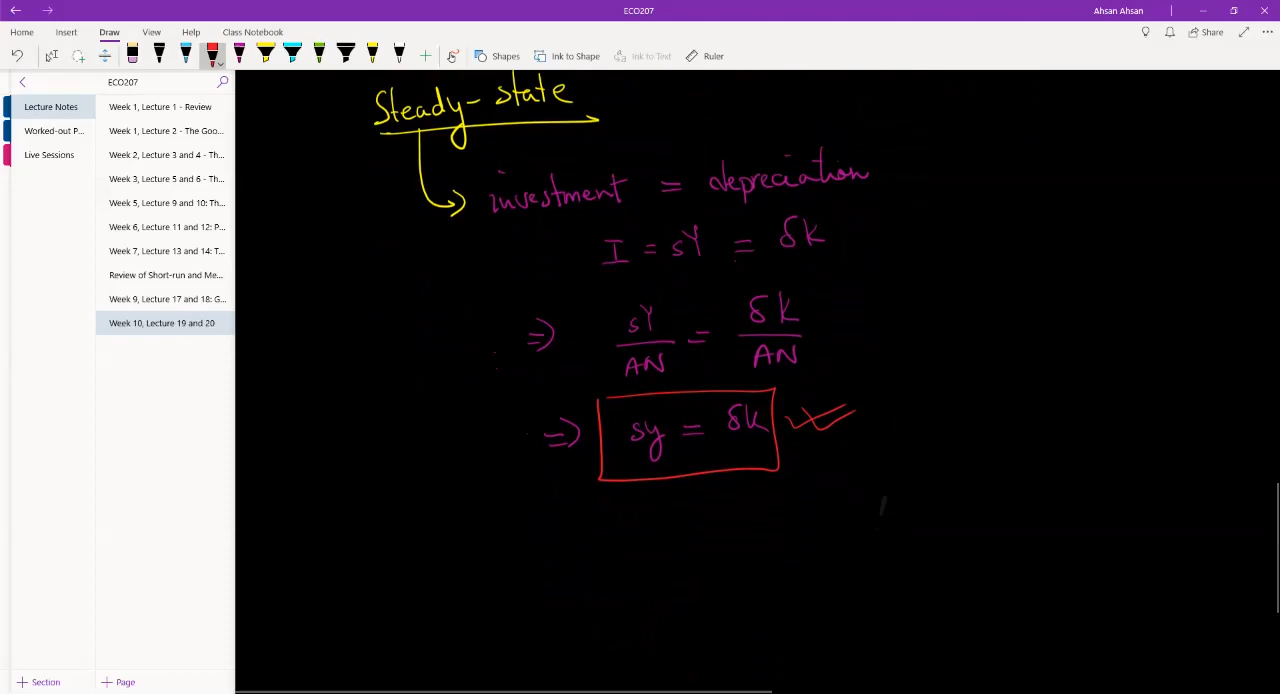 ECO207
Ahsan Ahsan
Home Insert Draw View Help Class Notebook
Shapes Ink to Shape Ink to Text Ruler Share
ECO207
Lecture Notes
Worked-out P...
Live Sessions
Week 1, Lecture 1 - Review
Week 1, Lecture 2 - The Goo...
Week 2, Lecture 3 and 4 - Th...
Week 3, Lecture 5 and 6 - Th...
Week 5, Lecture 9 and 10: Th...
Week 6, Lecture 11 and 12: P...
Week 7, Lecture 13 and 14: T...
Review of Short-run and Me...
Week 9, Lecture 17 and 18: G...
Week 10, Lecture 19 and 20
Steady-state
investment = depreciation
I = sY = δK
⇒ sY/AN = δK/AN
⇒ sy = δk
+ Section + Page